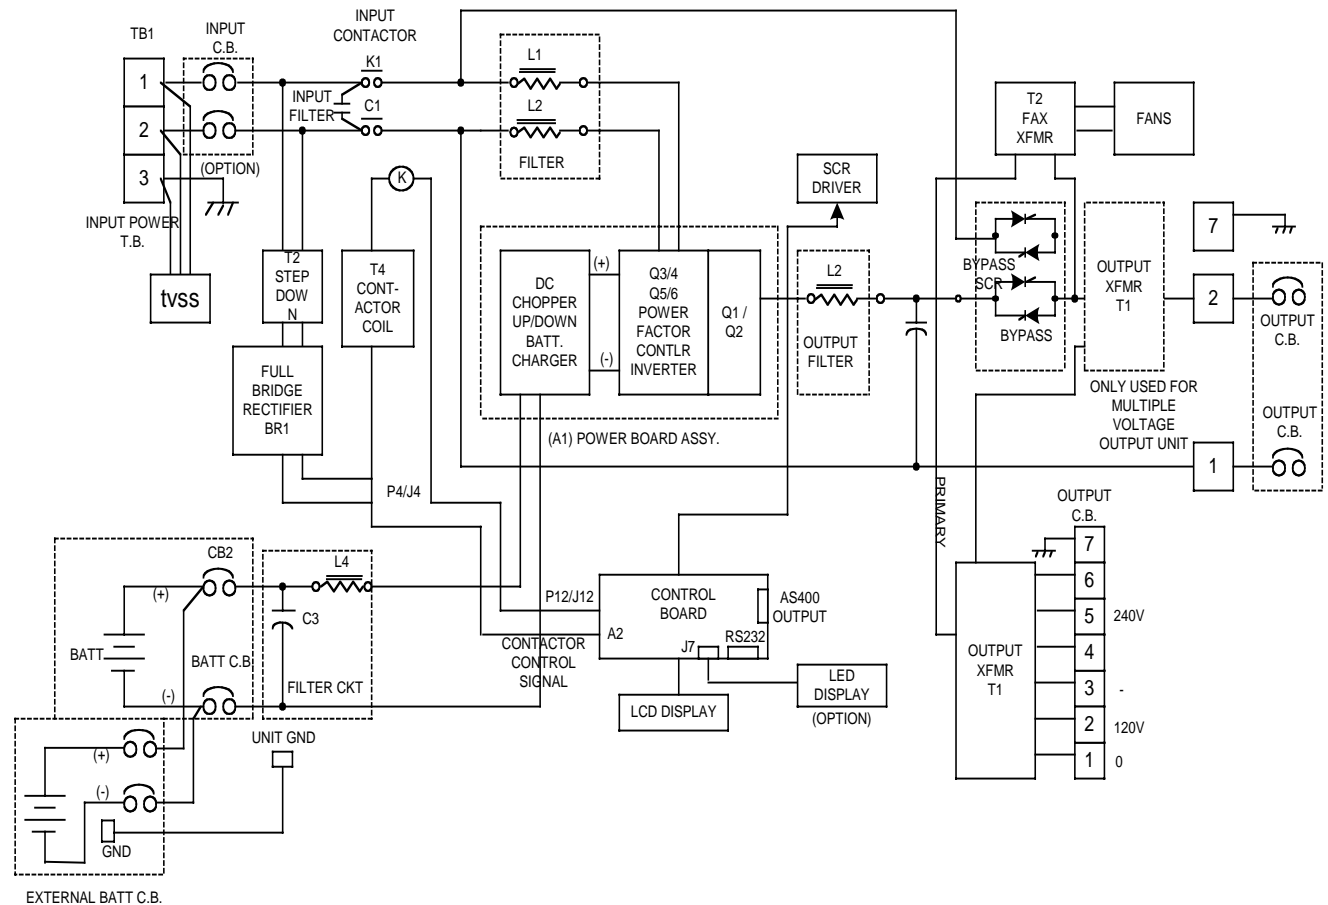 INPUT
CONTACTOR
TB1
INPUT
C.B.
K1
L1
1
INPUT
FILTER
C1
L2
2
T2
FAX
XFMR
FANS
(OPTION)
FILTER
3
K
SCR
DRIVER
INPUT POWER
T.B.
7
T2
STEP
DOW
N
T4
CONT-
ACTOR
COIL
DC
CHOPPER
UP/DOWN
BATT.
CHARGER
(+)
(-)
Q3/4
Q5/6
POWER
FACTOR
CONTLR
INVERTER
Q1 /
Q2
L2
OUTPUT
FILTER
BYPASS
SCR
BYPASS
OUTPUT
XFMR
T1
2
OUTPUT
C.B.
tvss
FULL
BRIDGE
RECTIFIER
BR1
ONLY USED FOR
MULTIPLE
VOLTAGE
OUTPUT UNIT
OUTPUT
C.B.
(A1) POWER BOARD ASSY.
1
P4/J4
PRIMARY
OUTPUT
C.B.
7
6
5
240V
4
3
-
2
120V
1
0
OUTPUT
XFMR
T1
CB2
L4
(+)
C3
BATT
BATT C.B
(-)
FILTER CKT
P12/J12
CONTROL
BOARD
AS400
OUTPUT
A2
J7
RS232
CONTACTOR
CONTROL
SIGNAL
LCD DISPLAY
LED
DISPLAY
(OPTION)
UNIT GND
(+)
(-)
GND
EXTERNAL BATT C.B.